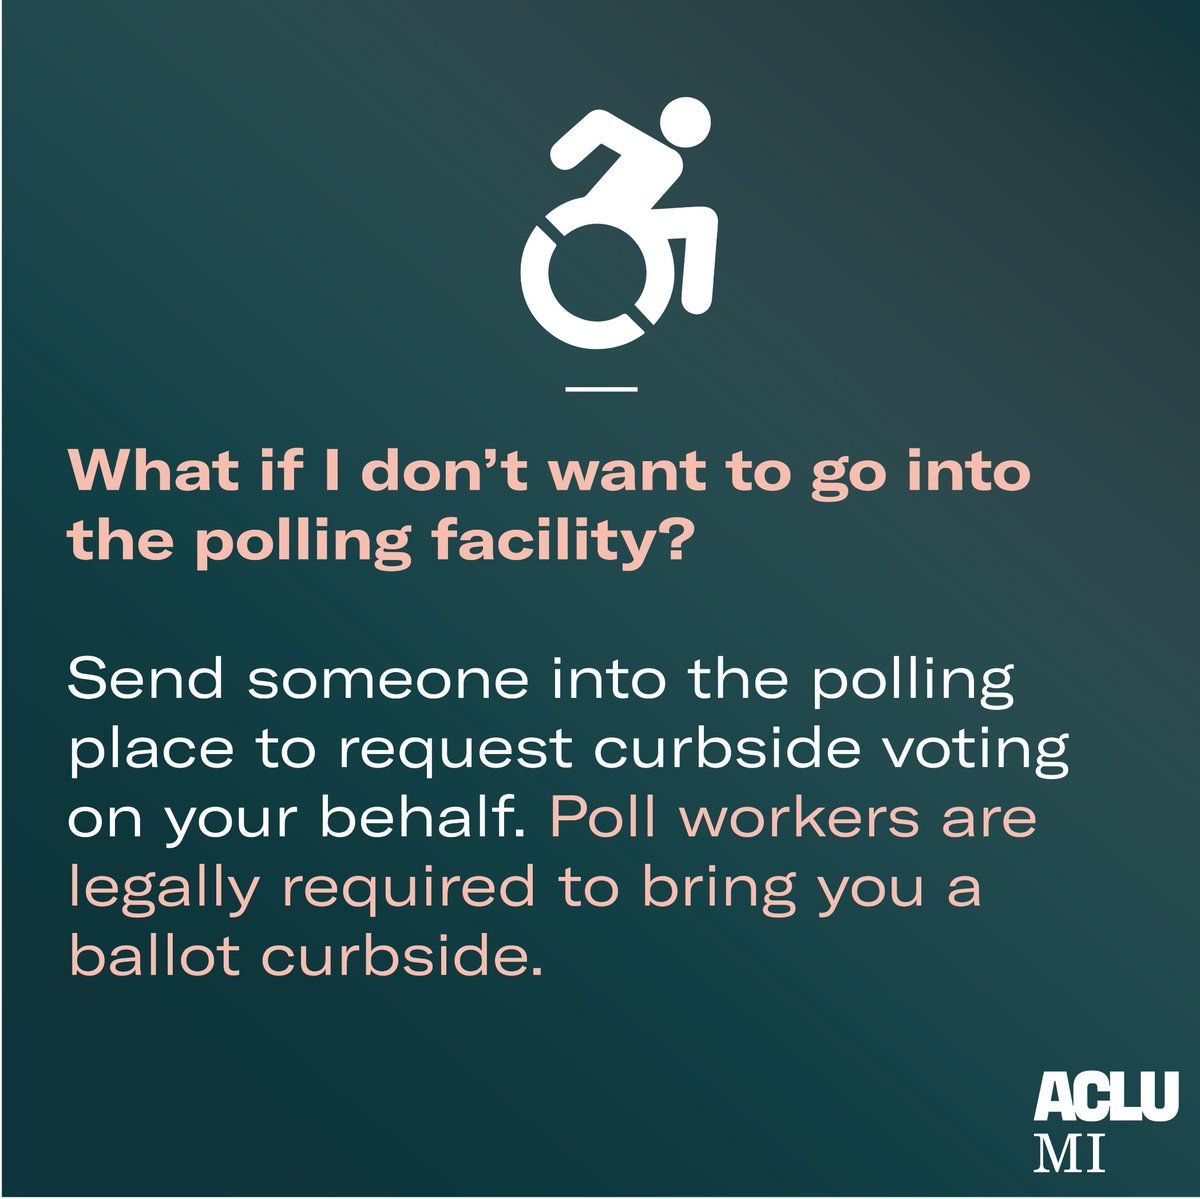 What if I don’t want to go into
the polling facility?
Send someone into the polling
place to request curbside voting
on your behalf. Poll workers are
legally required to bring you a
ballot curbside.
ACLU
MI